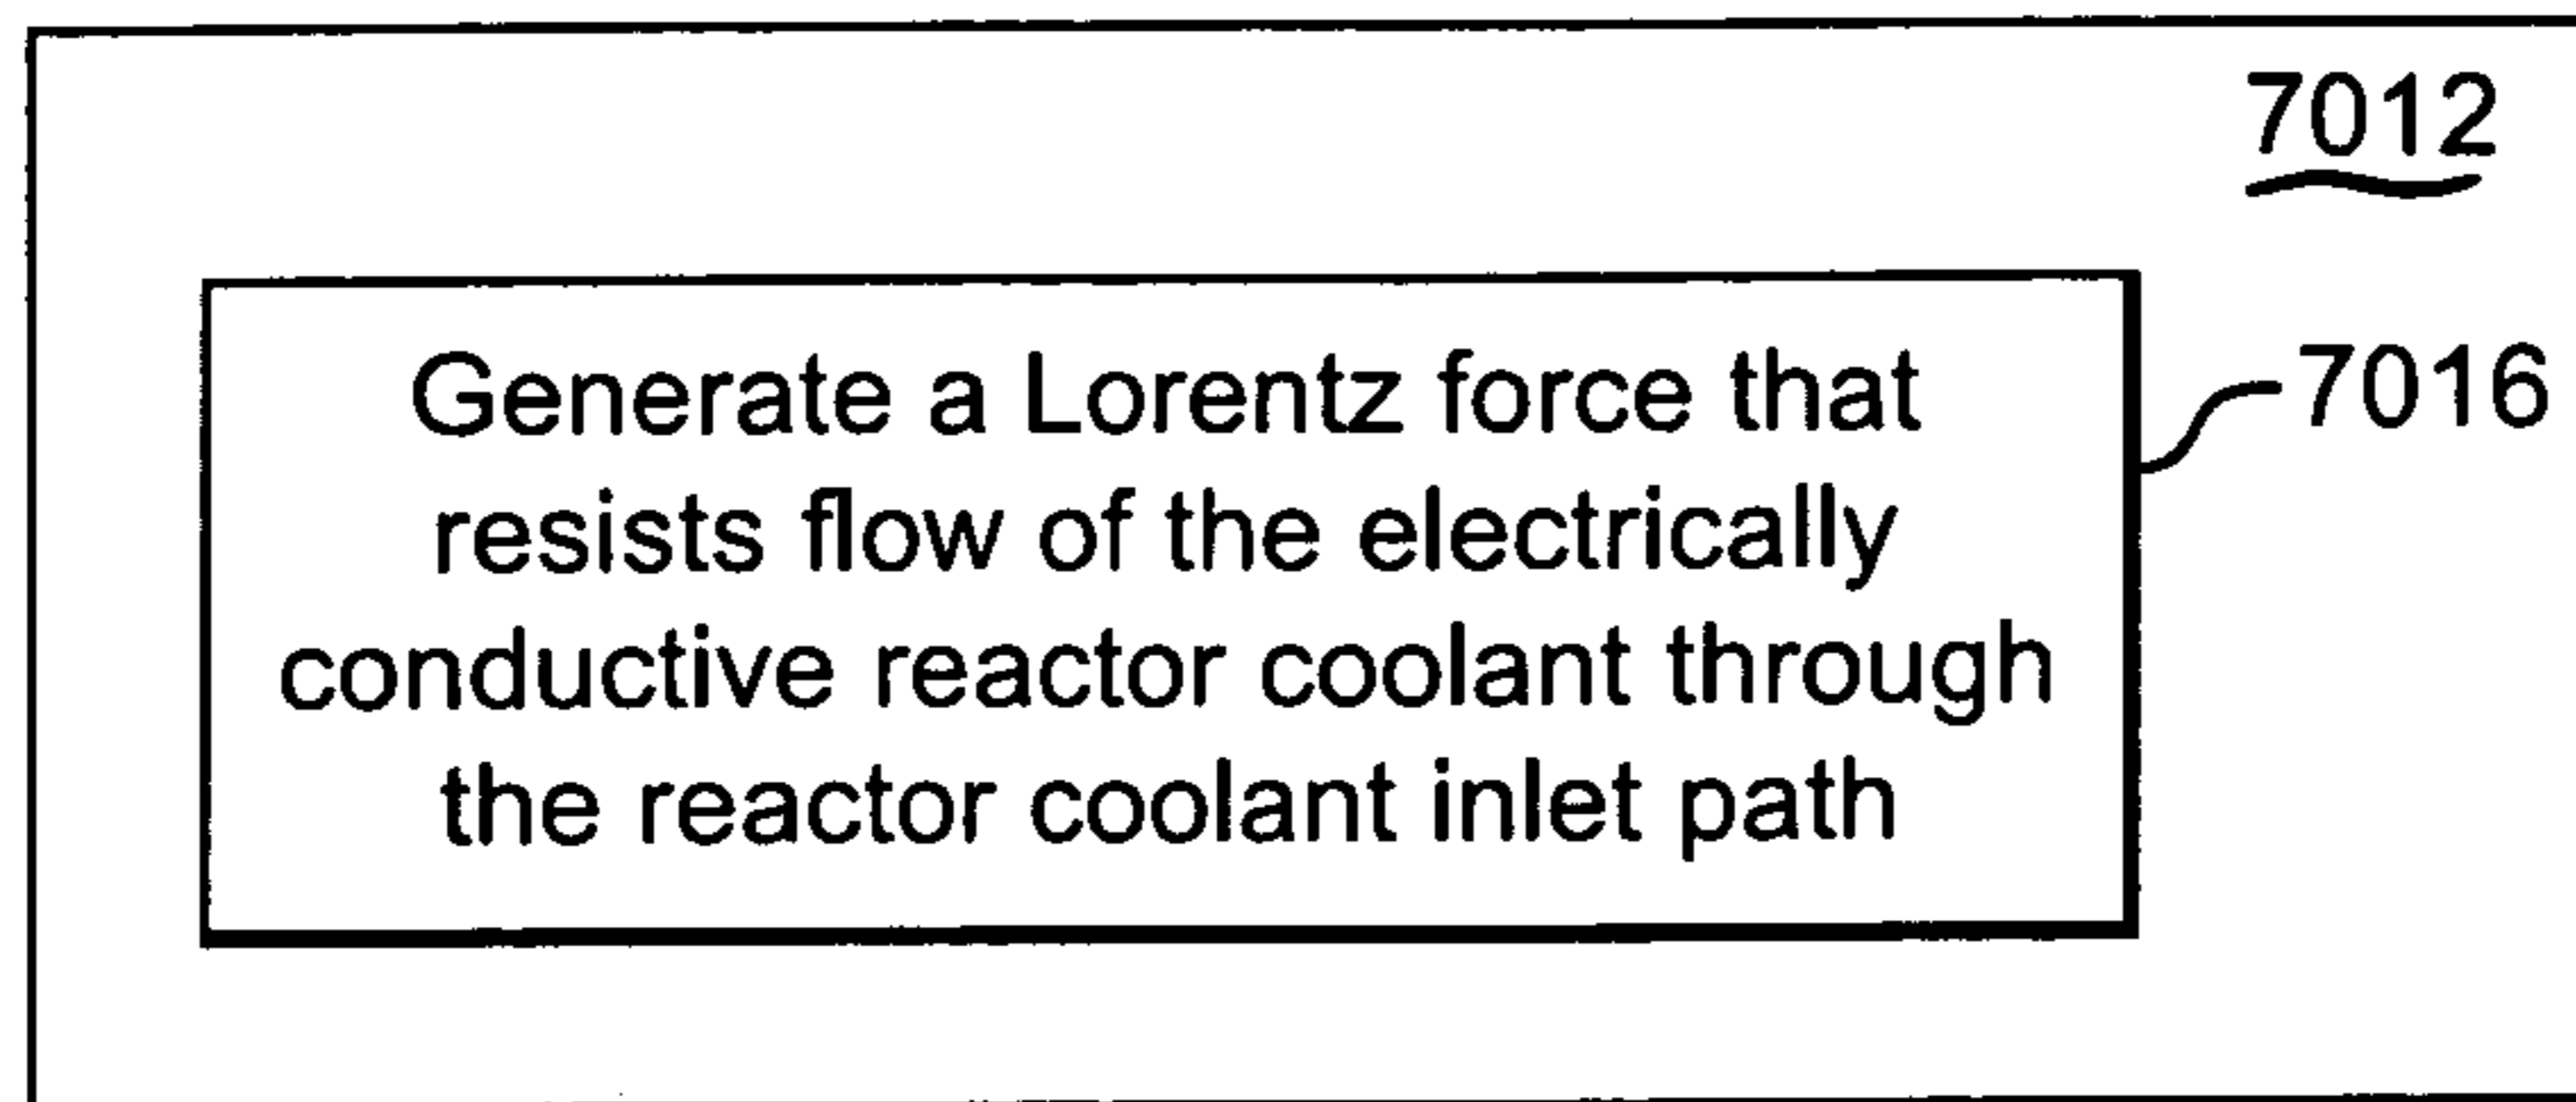 7012
Generate a Lorentz force that
resists flow of the electrically
conductive reactor coolant through
the reactor coolant inlet path
7016